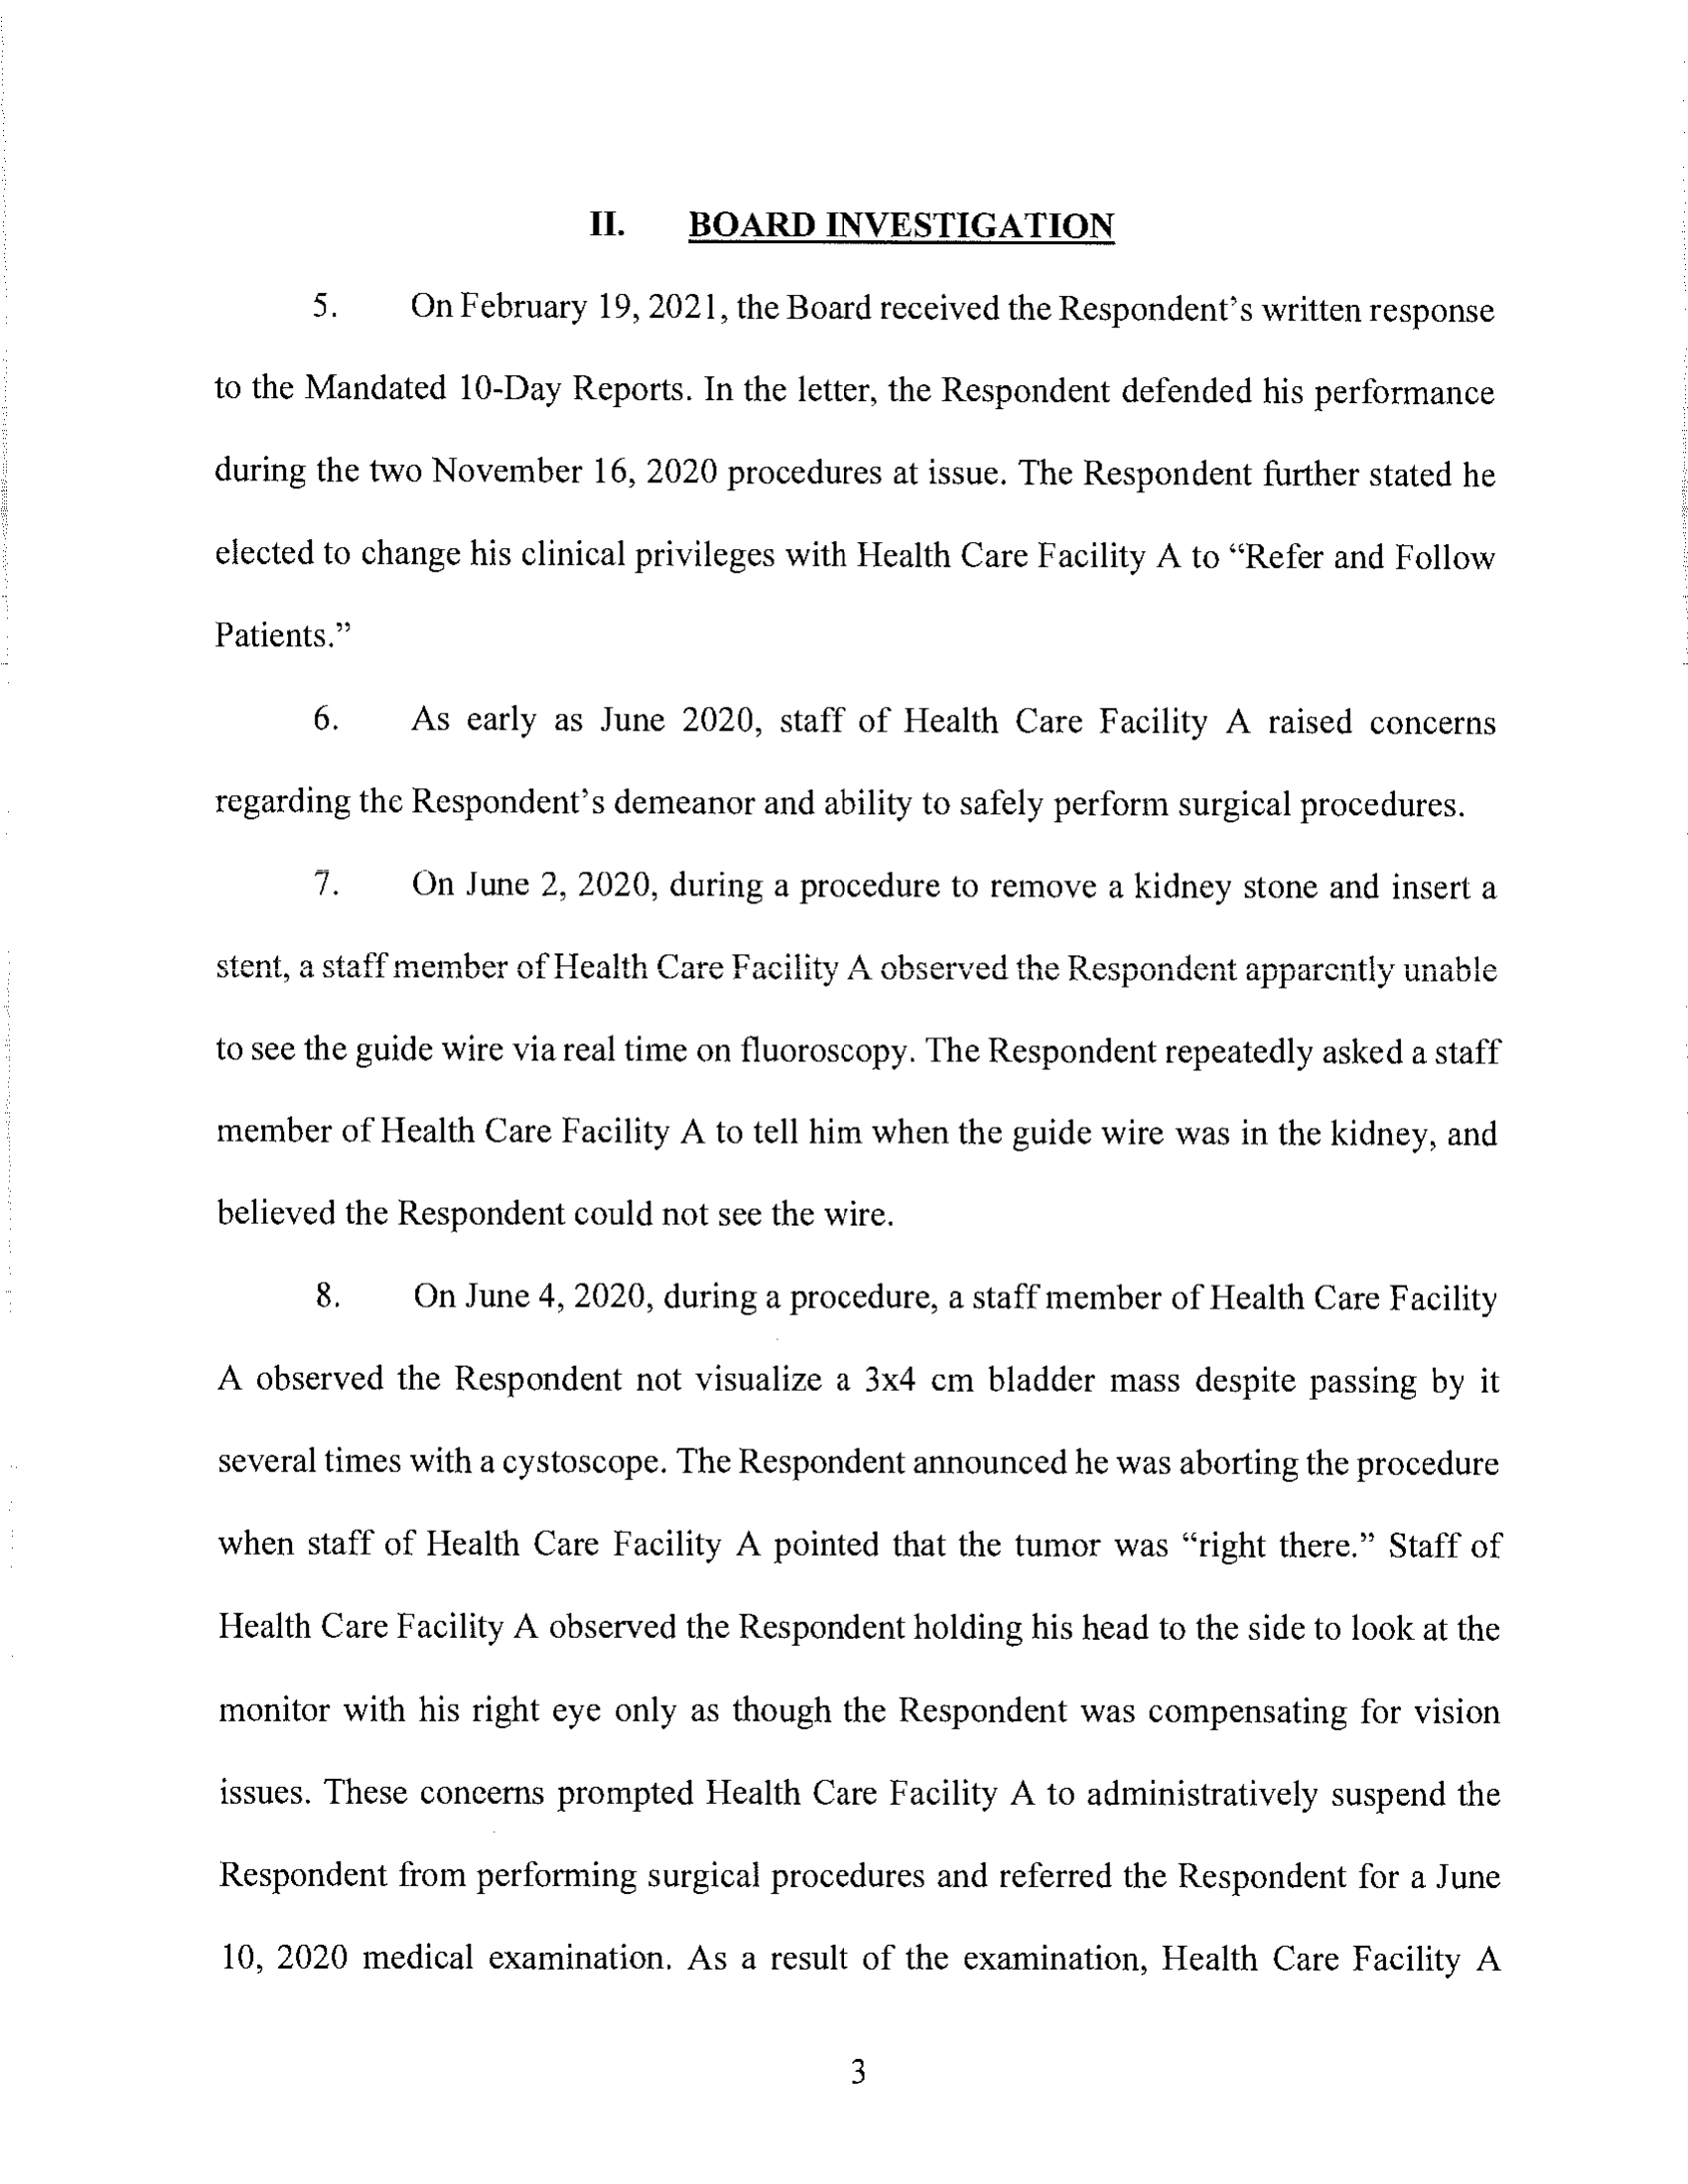 II. BOARD INVESTIGATION
5. On February 19, 2021, the Board received the Respondent’s written response
to the Mandated 10-Day Reports. In the letter, the Respondent defended his performance
during the two November 16, 2020 procedures at issue. The Respondent further stated he
elected to change his clinical privileges with Health Care Facility A to “Refer and Follow
Patients.”
6. As early as June 2020, staff of Health Care Facility A raised concerns
regarding the Respondent’s demeanor and ability to safely perform surgical procedures.
7. On June 2, 2020, during a procedure to remove a kidney stone and insert a
stent, a staff member of Health Care Facility A observed the Respondent apparently unable
to see the guide wire via real time on fluoroscopy. The Respondent repeatedly asked a staff
member of Health Care Facility A to tell him when the guide wire was in the kidney, and
believed the Respondent could not see the wire.
8. On June 4, 2020, during a procedure, a staff member of Health Care Facility
A observed the Respondent not visualize a 3x4 cm bladder mass despite passing by it
several times with a cystoscope. The Respondent announced he was aborting the procedure
when staff of Health Care Facility A pointed that the tumor was “right there.” Staff of
Health Care Facility A observed the Respondent holding his head to the side to look at the
monitor with his right eye only as though the Respondent was compensating for vision
issues. These concerns prompted Health Care Facility A to administratively suspend the
Respondent from performing surgical procedures and referred the Respondent for a June
10, 2020 medical examination. As a result of the examination, Health Care Facility A
3